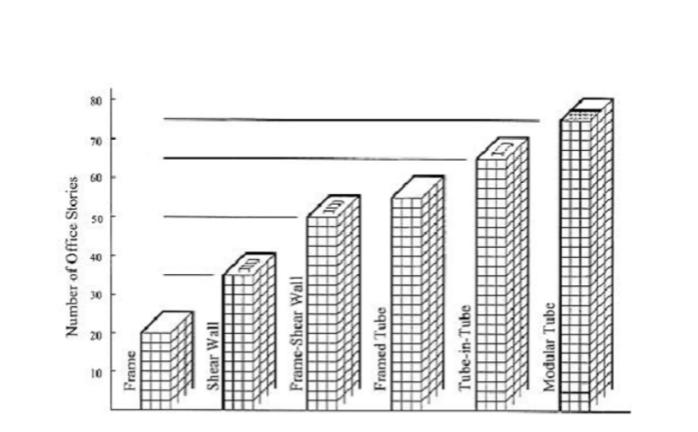 Number of Office Stories
80
70
60
50
40
30
20
10
Frame
Shear Wall
Frame-Shear Wall
Framed Tube
Tube-in-Tube
Modular Tube